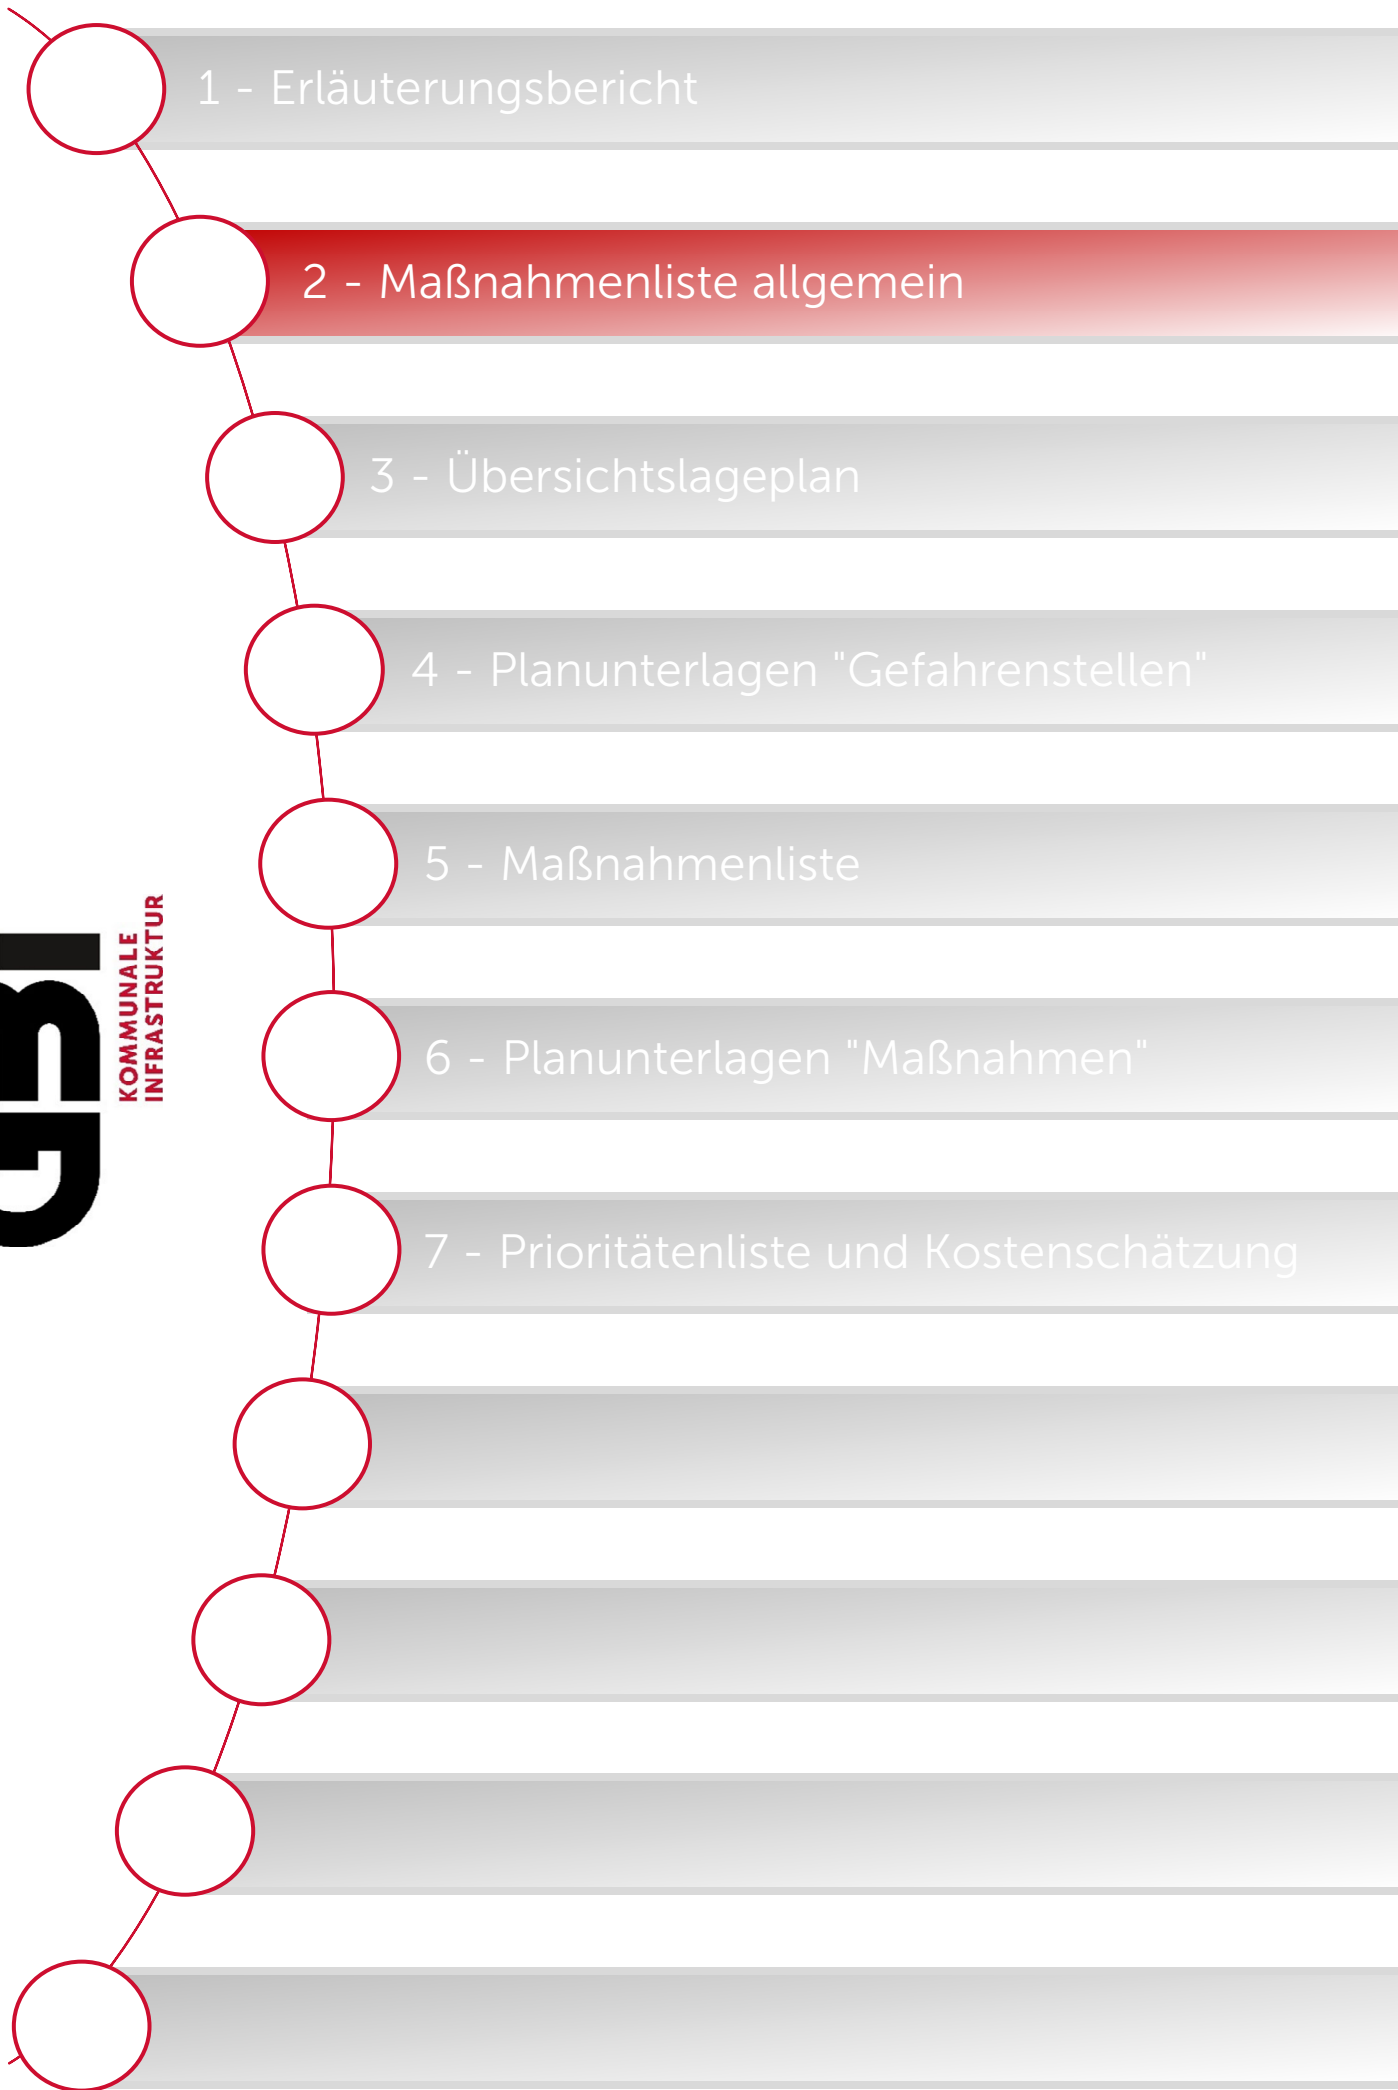 1 - Erläuterungsbericht
2 - Maßnahmenliste allgemein
3 - Übersichtslageplan
4 - Planunterlagen "Gefahrenstellen"
5 - Maßnahmenliste
KOMMUNALE
INFRASTRUKTUR
6 - Planunterlagen "Maßnahmen"
7 - Prioritätenliste und Kostenschätzung